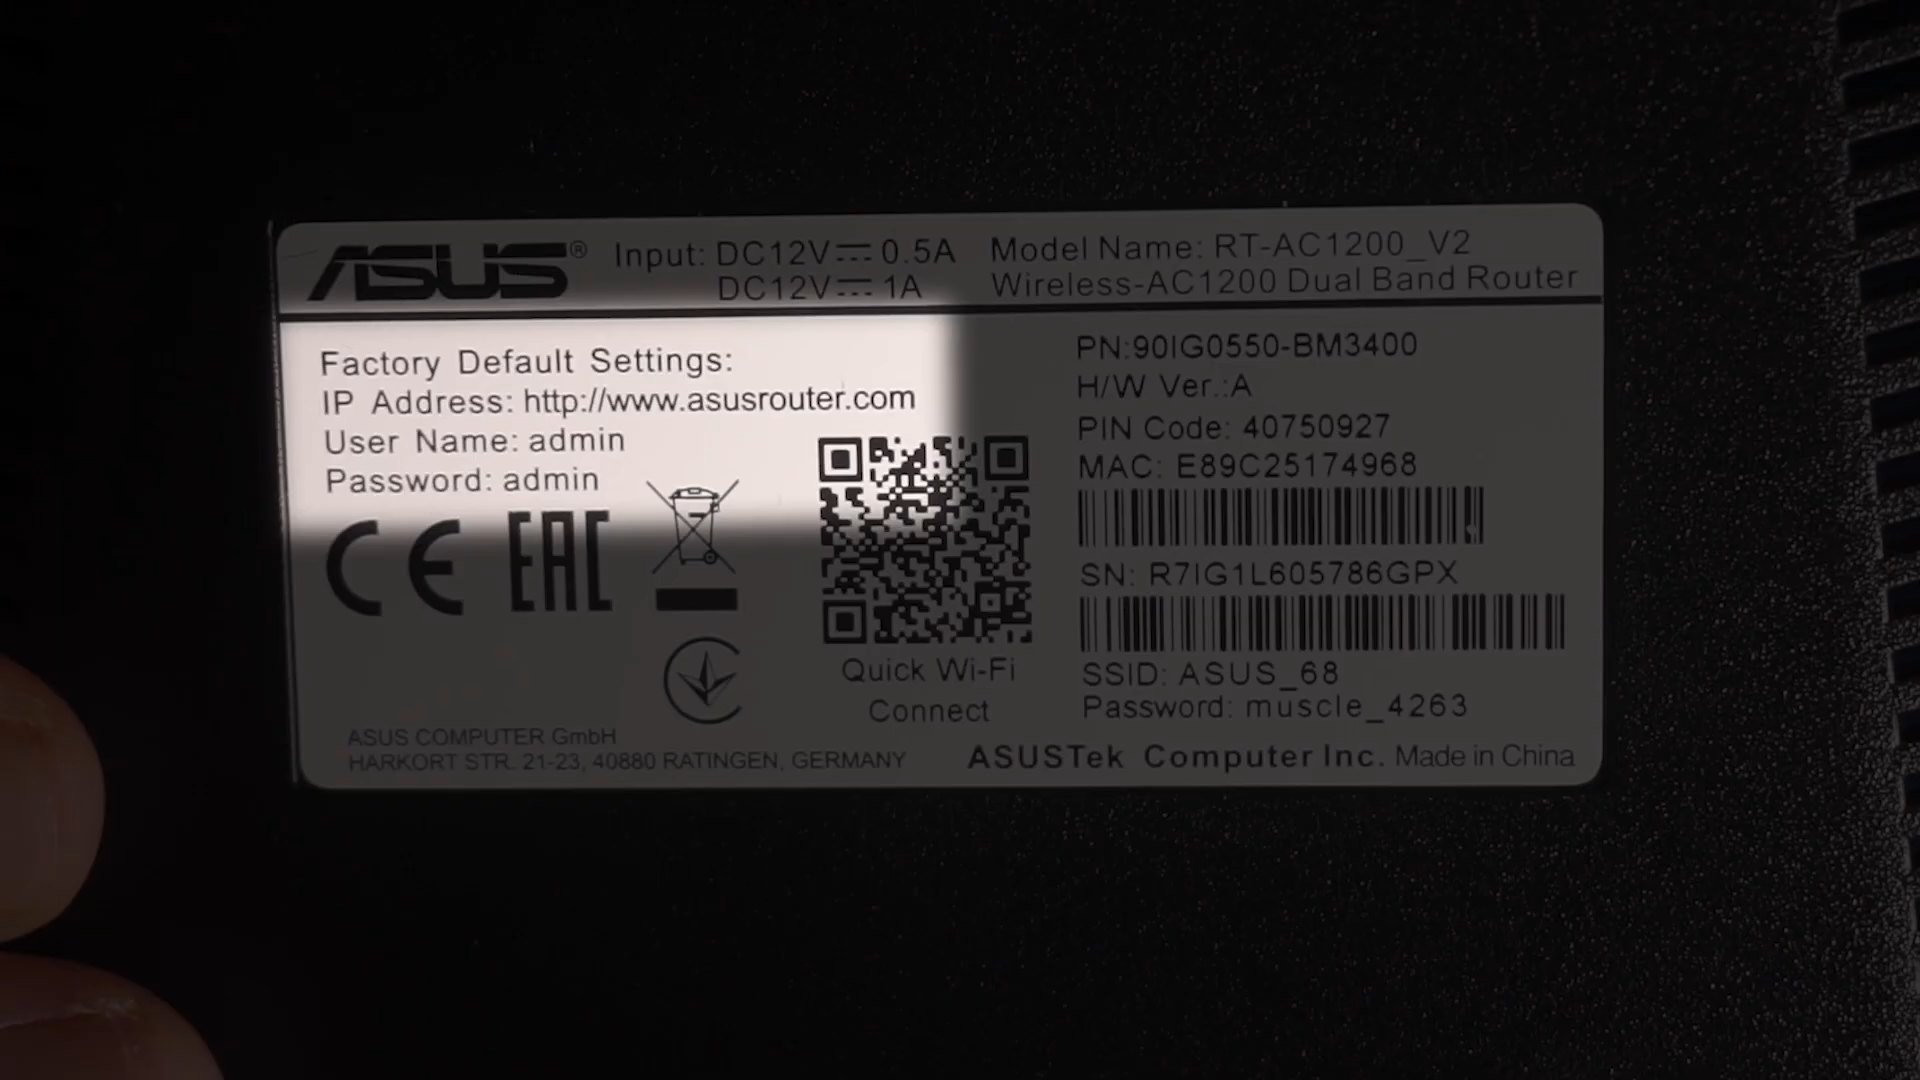 ASUS® Input: DC12V⎓0.5A
DC12V⎓1A
Model Name: RT-AC1200_V2
Wireless-AC1200 Dual Band Router
Factory Default Settings:
IP Address: http://www.asusrouter.com
User Name: admin
Password: admin
CE EAC
Quick Wi-Fi
Connect
ASUS COMPUTER GmbH
HARKORT STR. 21-23, 40880 RATINGEN, GERMANY
PN:90IG0550-BM3400
H/W Ver.:A
PIN Code: 40750927
MAC: E89C25174968
SN: R7IG1L605786GPX
SSID: ASUS_68
Password: muscle_4263
ASUSTek Computer Inc. Made in China